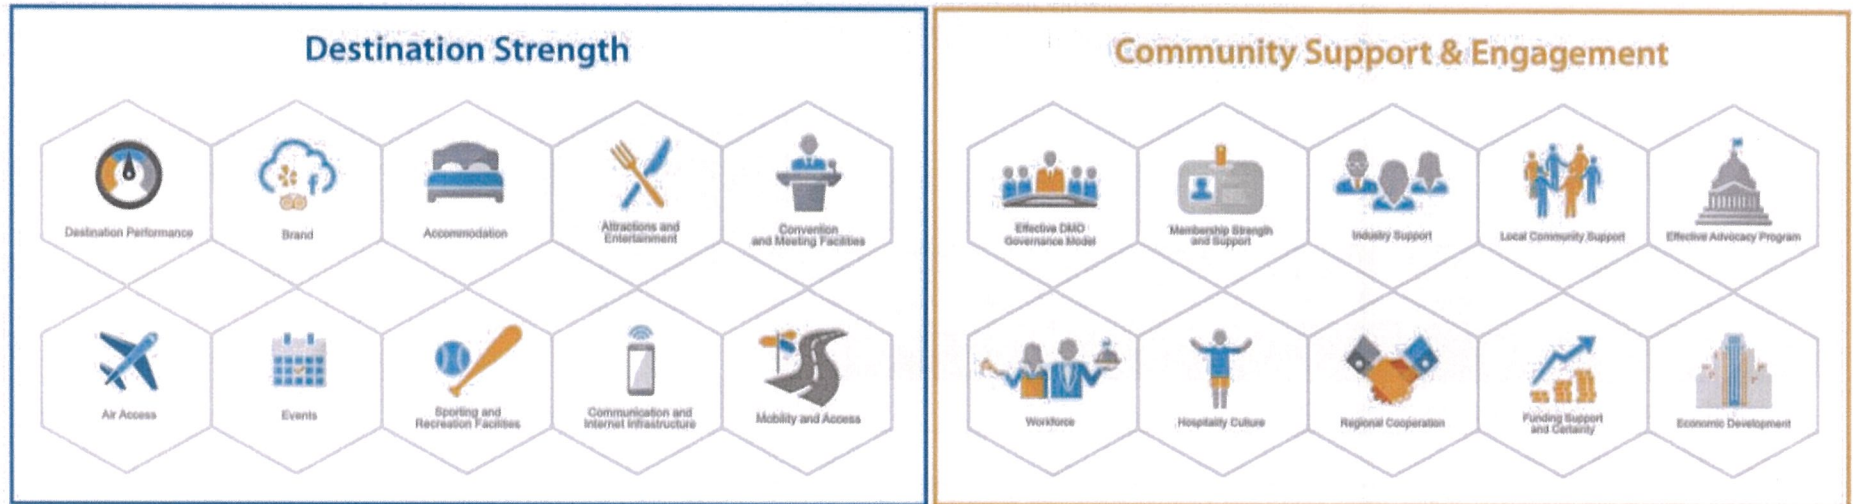 Destination Strength
Destination Performance
Brand
Accommodation
Attractions and
Entertainment
Convention
and Meeting Facilities
Air Access
Events
Sporting and
Recreation Facilities
Communication and
Internet Infrastructure
Mobility and Access
Community Support & Engagement
Effective DMO
Governance Model
Membership Strength
and Support
Industry Support
Local Community Support
Effective Advocacy Program
Workforce
Hospitality Culture
Regional Cooperation
Funding Support
and Certainty
Economic Development